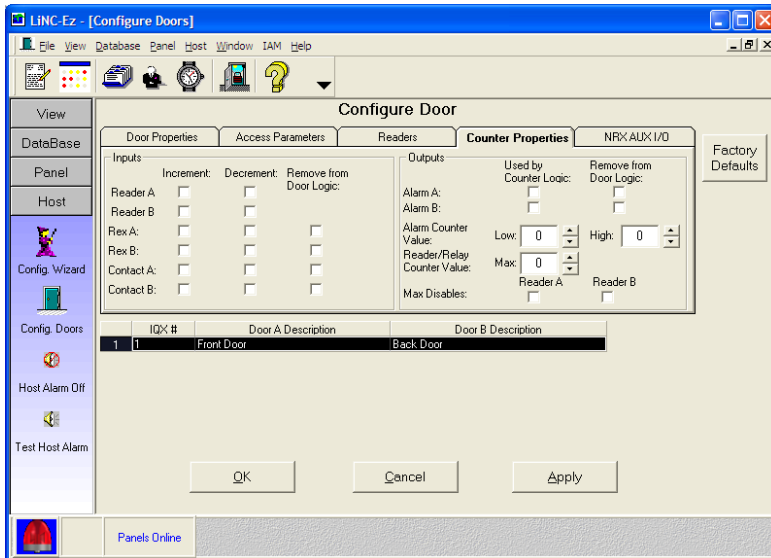 LiNC-Ez - [Configure Doors]
File View Database Panel Host Window IAM Help
View
DataBase
Panel
Host
Config. Wizard
Config. Doors
Host Alarm Off
Test Host Alarm
Configure Door
Door Properties Access Parameters Readers Counter Properties NRX AUX I/O
Factory
Defaults
Inputs
Increment: Decrement: Remove from
Door Logic:
Reader A
Reader B
Rex A:
Rex B:
Contact A:
Contact B:
Outputs
Used by
Counter Logic:
Remove from
Door Logic:
Alarm A:
Alarm B:
Alarm Counter
Value:
Low: 0 High: 0
Reader/Relay
Counter Value:
Max: 0
Reader A Reader B
Max Disables:
IQX # Door A Description Door B Description
1 1 Front Door Back Door
OK Cancel Apply
Panels Online